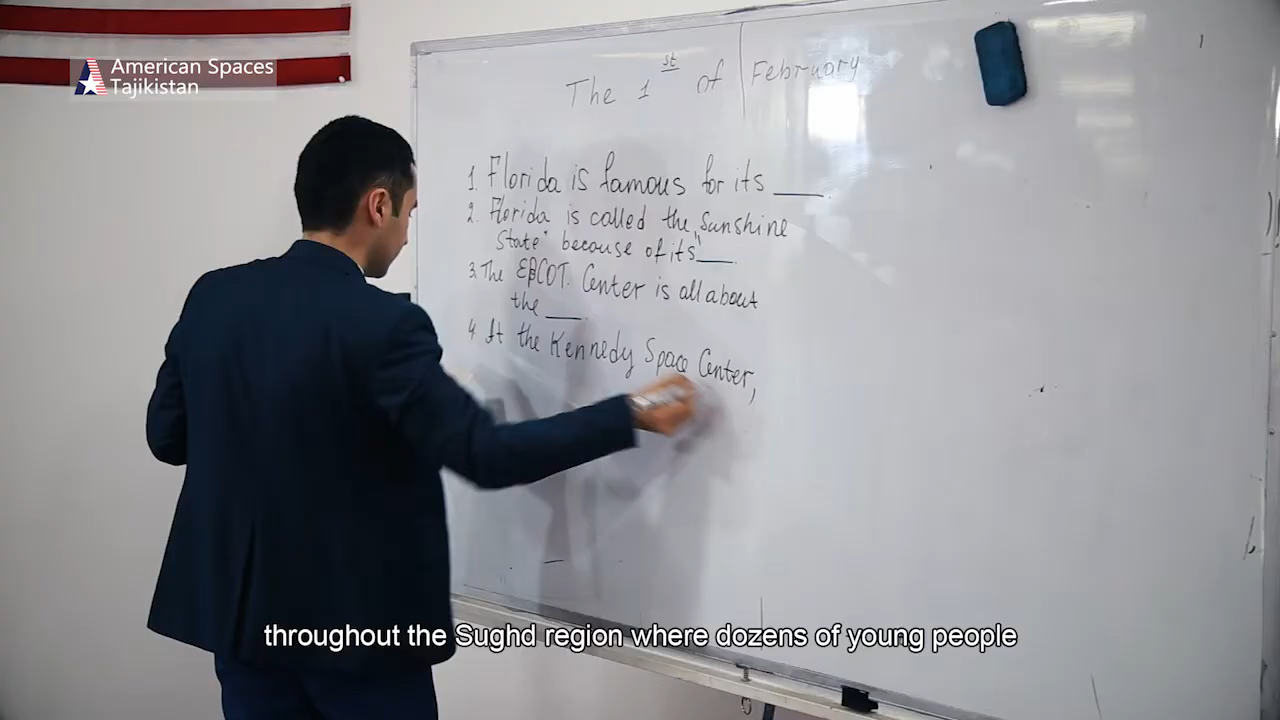 American Spaces
Tajikistan
The 1st of February
1. Florida is famous for its ____.
2. Florida is called the „Sunshine
State" because of its ____.
3. The EPCOT. Center is all about
the ____.
4. At the Kennedy Space Center,
throughout the Sughd region where dozens of young people